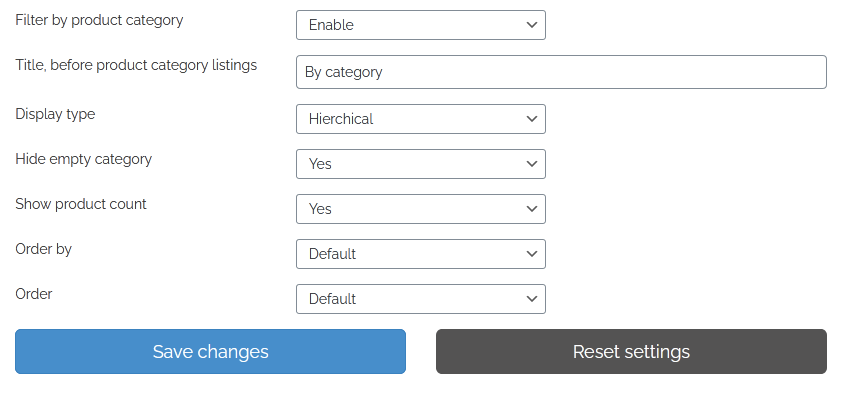 Filter by product category Enable
Title, before product category listings By category
Display type Hierchical
Hide empty category Yes
Show product count Yes
Order by Default
Order Default
Save changes Reset settings